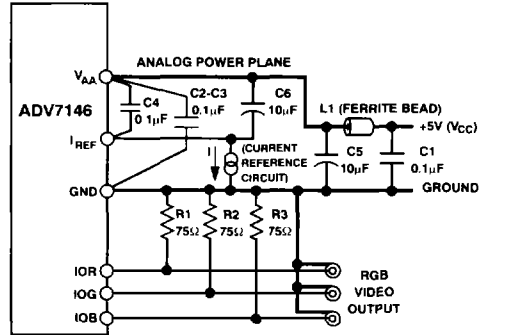 ANALOG POWER PLANE
VAA
C4
0 1μF
C2-C3
0.1μF
C6
10μF
L1 (FERRITE BEAD)
ADV7146
+5V (VCC)
IREF
I
(CURRENT
REFERENCE
CIRCUIT)
C5
10μF
C1
0.1μF
GND
GROUND
R1
75Ω
R2
75Ω
R3
75Ω
IOR
IOG
IOB
RGB
VIDEO
OUTPUT